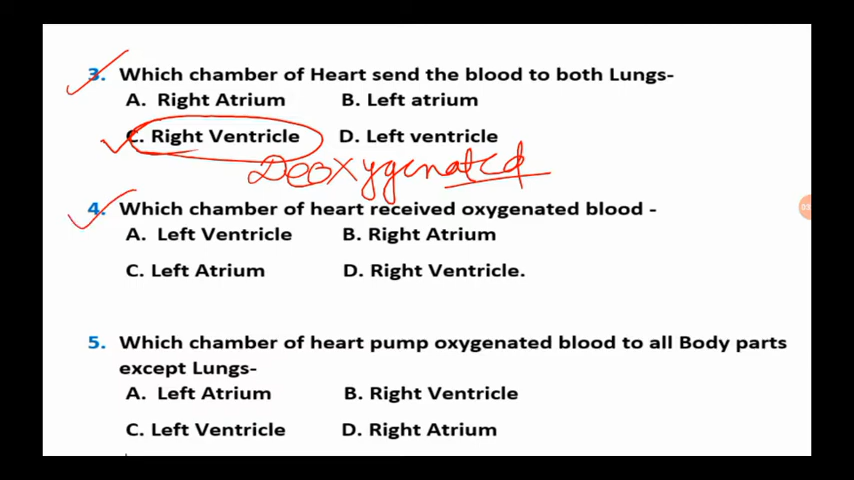 3. Which chamber of Heart send the blood to both Lungs-
A. Right Atrium B. Left atrium
C. Right Ventricle D. Left ventricle
Deoxygenated
4. Which chamber of heart received oxygenated blood -
A. Left Ventricle B. Right Atrium
C. Left Atrium D. Right Ventricle.
5. Which chamber of heart pump oxygenated blood to all Body parts
except Lungs-
A. Left Atrium B. Right Ventricle
C. Left Ventricle D. Right Atrium